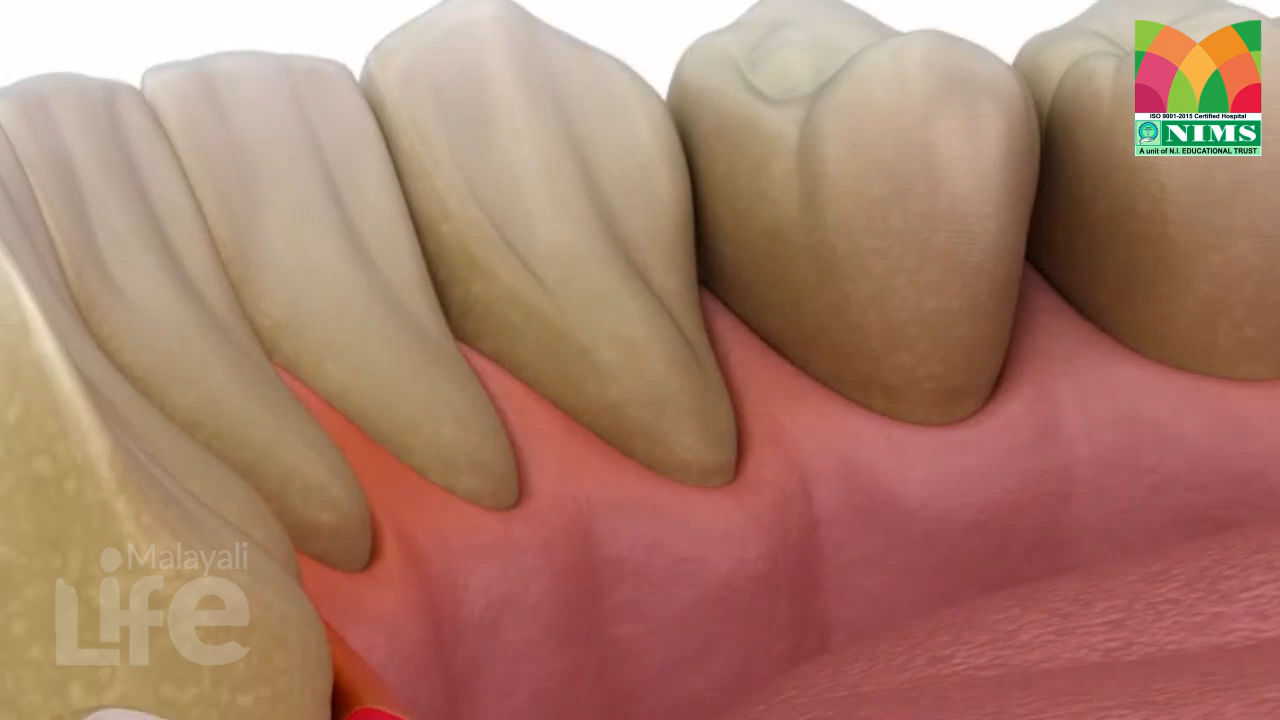 ISO 9001-2015 Certified Hospital
NIMS
A unit of N.I. EDUCATIONAL TRUST
Malayali
Life